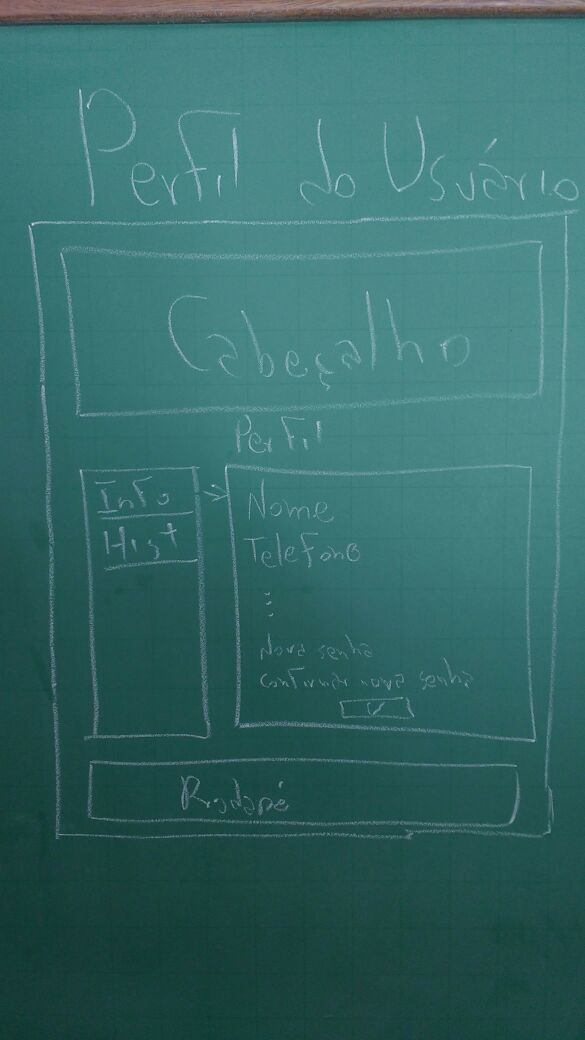 Perfil do Usuário
Cabeçalho
Perfil
Info
Hist
Nome
Telefone
⋮
Nova senha
Confirmar nova senha
Rodapé